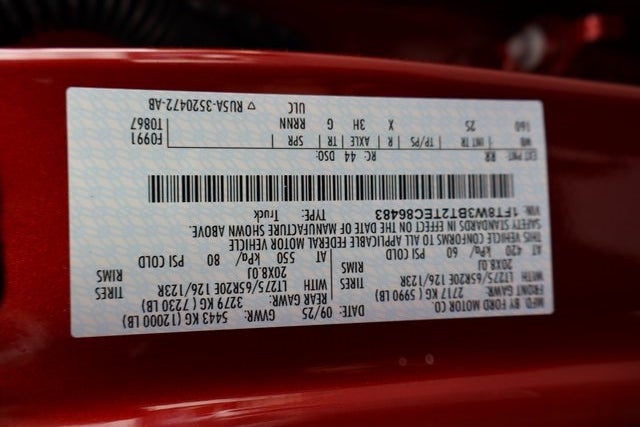 MFD. BY FORD MOTOR CO.
DATE: 09/25 GVWR: 5443 KG (12000 LB)
FRONT GAWR: 2717 KG (5990 LB) REAR GAWR: 3279 KG (7230 LB)
WITH LT275/65R20E 126/123R TIRES WITH LT275/65R20E 126/123R TIRES
20X8.0J RIMS 20X8.0J RIMS
AT 420 kPa/ 60 PSI COLD AT 550 kPa/ 80 PSI COLD
THIS VEHICLE CONFORMS TO ALL APPLICABLE FEDERAL MOTOR VEHICLE
SAFETY STANDARDS IN EFFECT ON THE DATE OF MANUFACTURE SHOWN ABOVE.
VIN: 1FT8W3BT2TEC86483 TYPE: Truck
EXT PNT: RR RC: 44 DSO: F0991
WB INT TR TP/PS R AXLE TR SPR T0867
160 25 X 3H G RRNN
ULC ▽ RU5A-3520472-AB